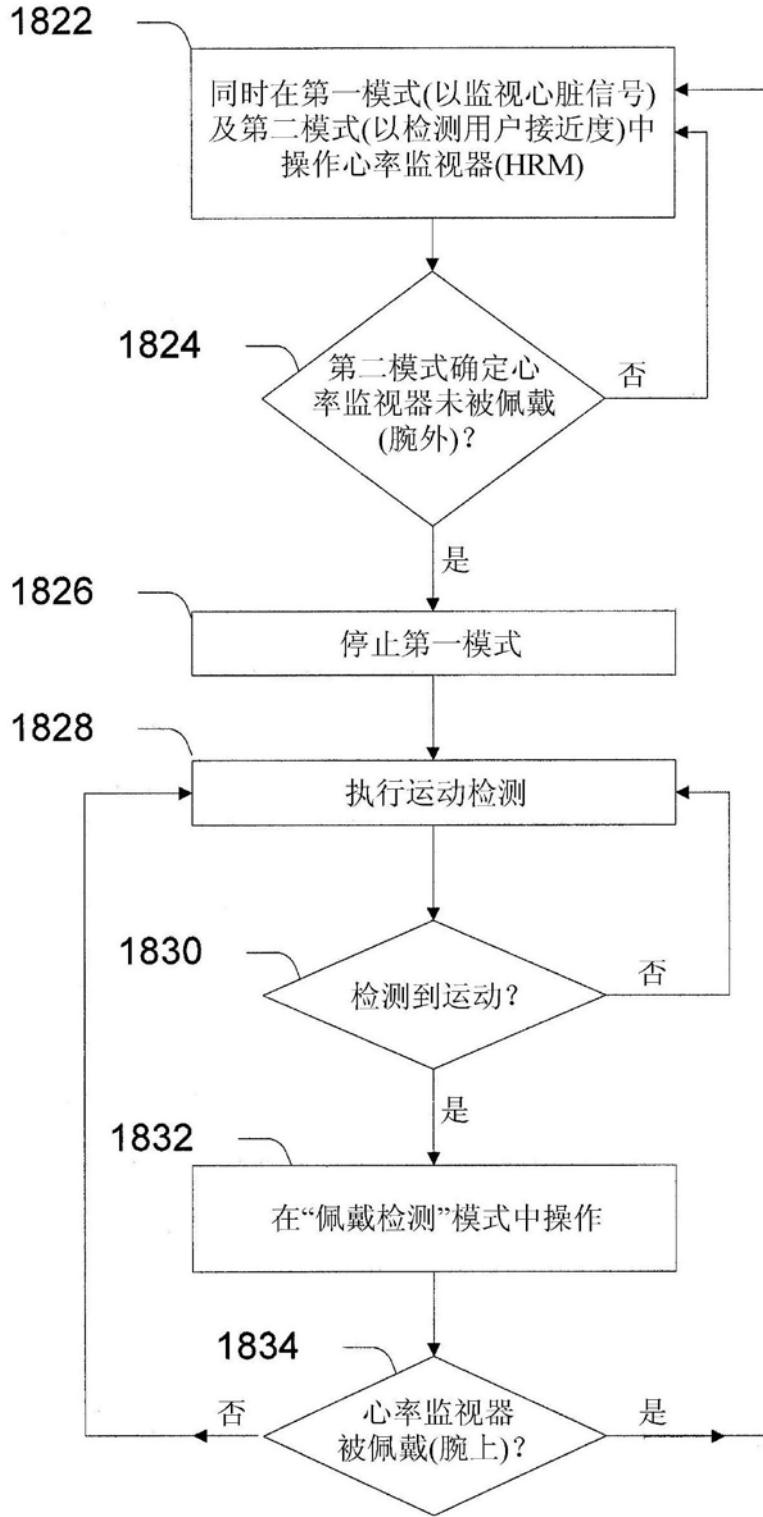 1822
同时在第一模式(以监视心脏信号)
及第二模式(以检测用户接近度)中
操作心率监视器(HRM)
1824
第二模式确定心
率监视器未被佩戴
(腕外)?
否
是
1826
停止第一模式
1828
执行运动检测
1830
检测到运动?
否
是
1832
在“佩戴检测”模式中操作
1834
心率监视器
被佩戴(腕上)?
否
是